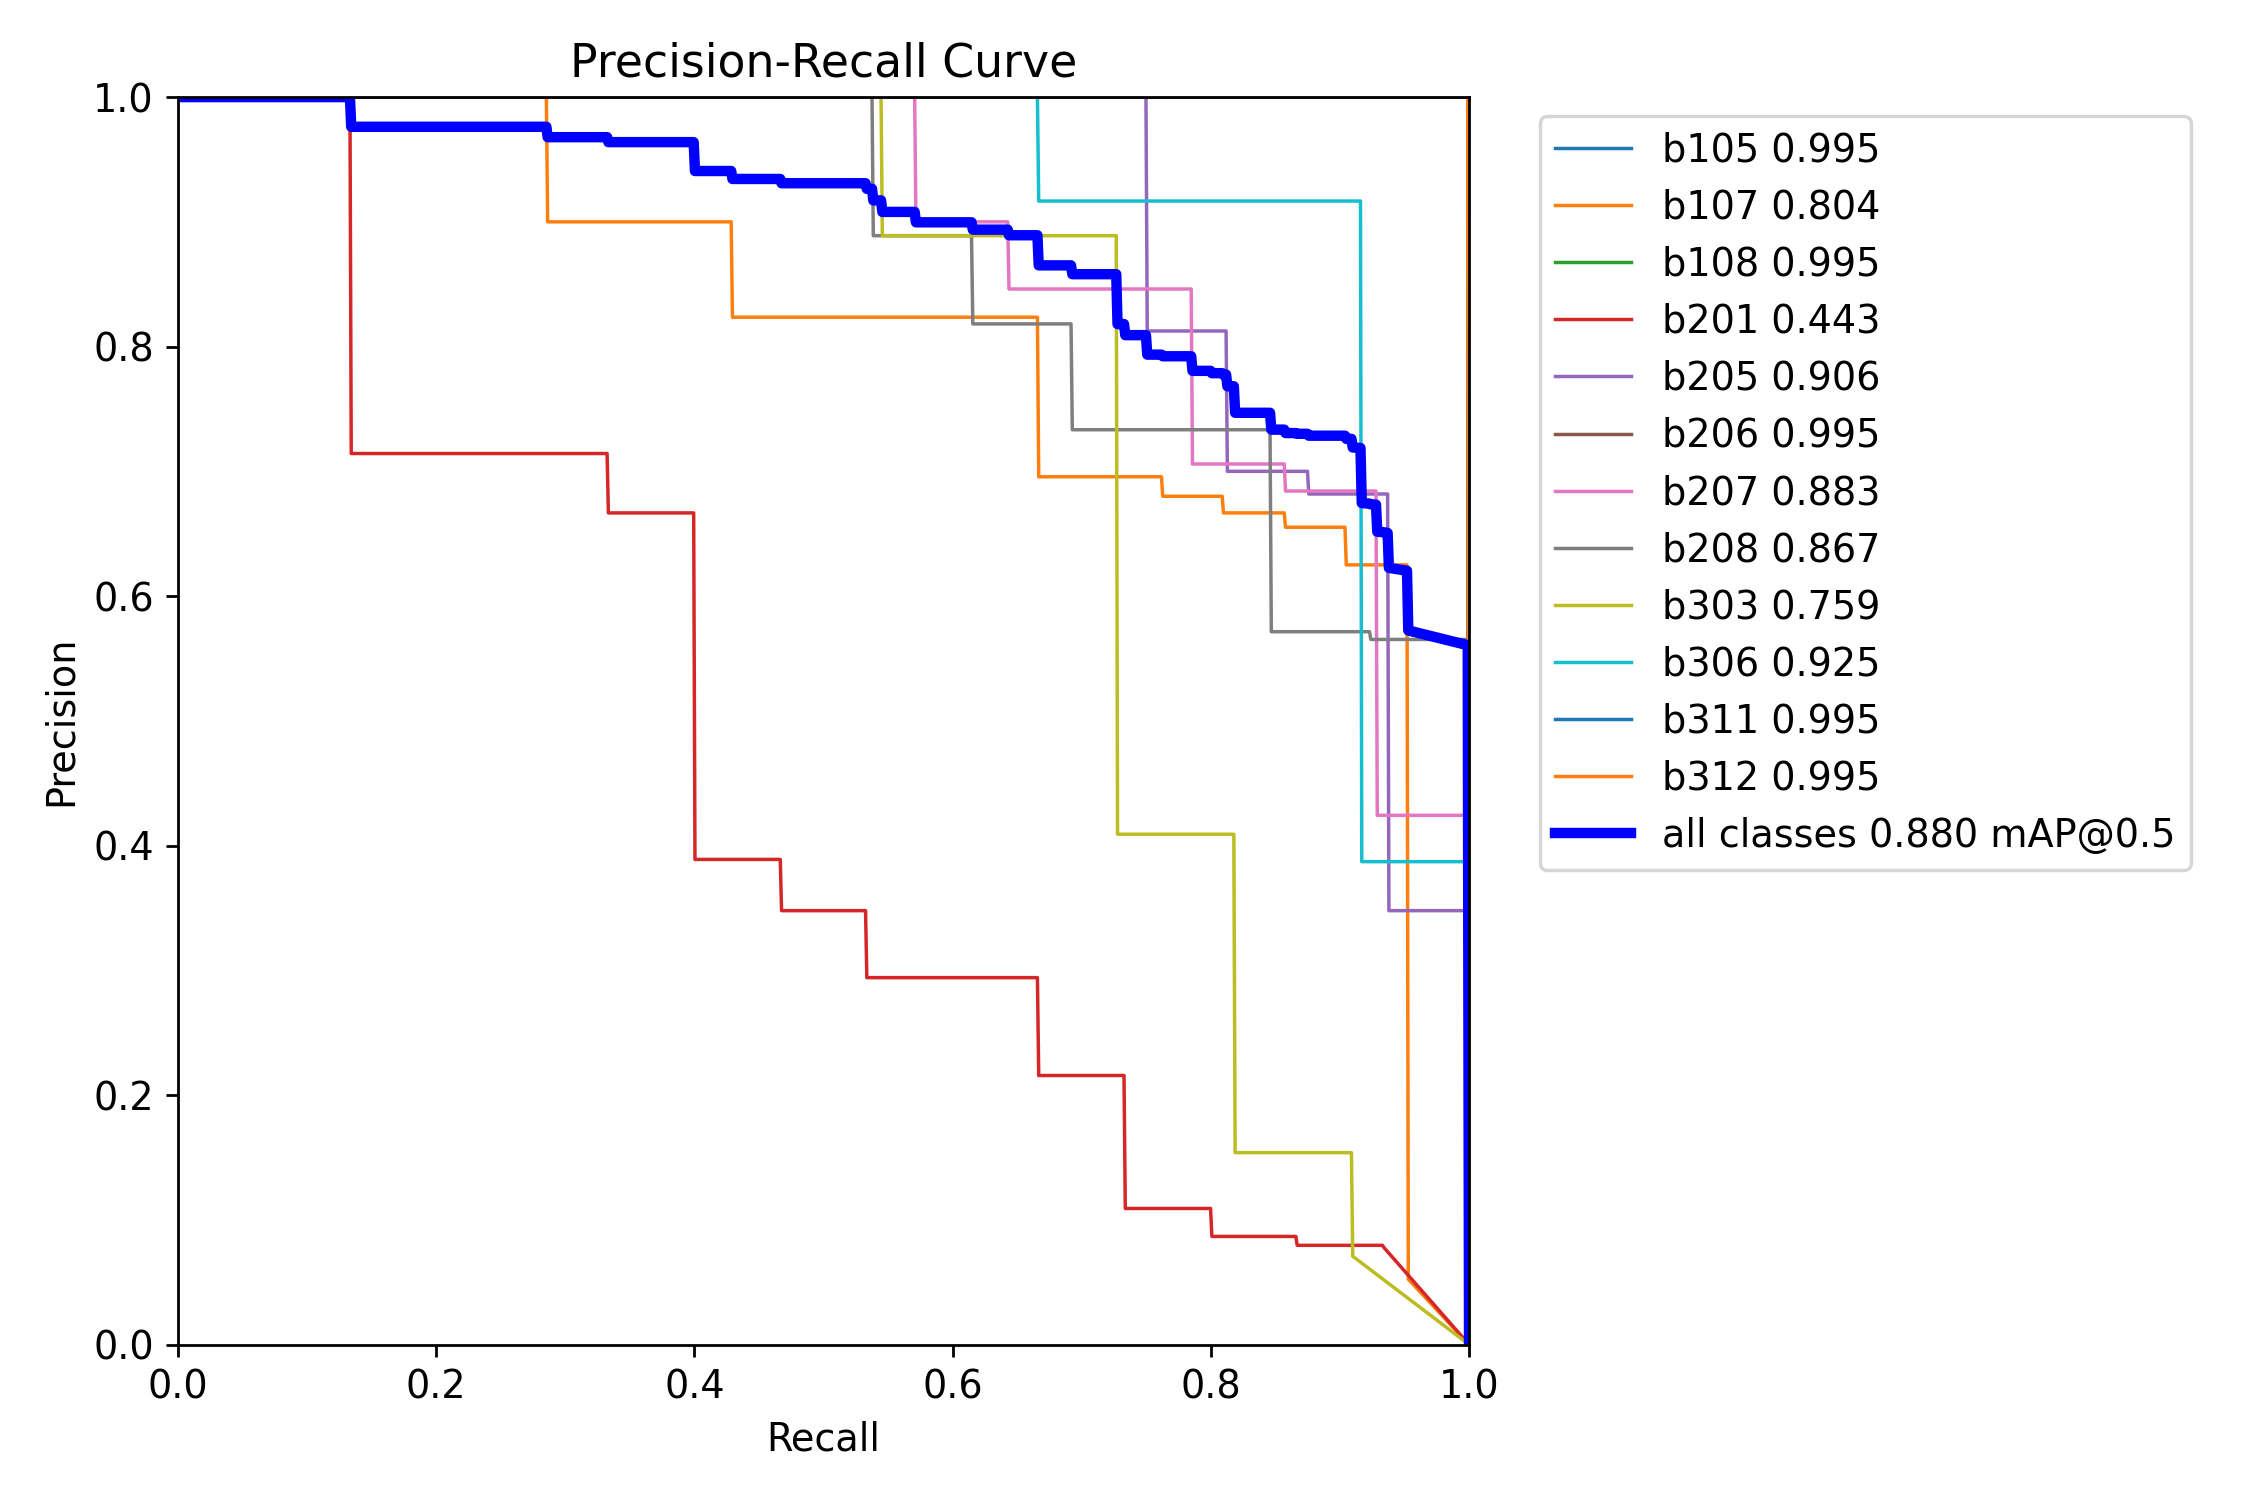 Precision-Recall Curve
1.0
0.8
0.6
0.4
0.2
0.0
Precision
0.0 0.2 0.4 0.6 0.8 1.0
Recall
b105 0.995
b107 0.804
b108 0.995
b201 0.443
b205 0.906
b206 0.995
b207 0.883
b208 0.867
b303 0.759
b306 0.925
b311 0.995
b312 0.995
all classes 0.880 mAP@0.5